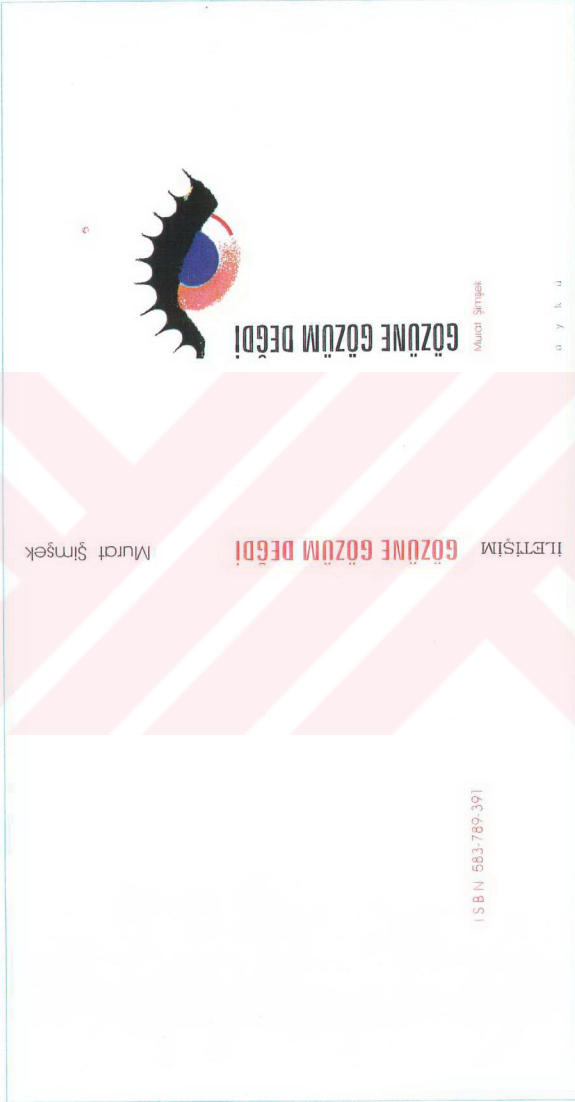 GÖZÜNE GÖZÜM DEĞDİ
Murat Şimşek
İLETİŞİM
GÖZÜNE GÖZÜM DEĞDİ
Murat Şimşek
ISBN 583-789-391